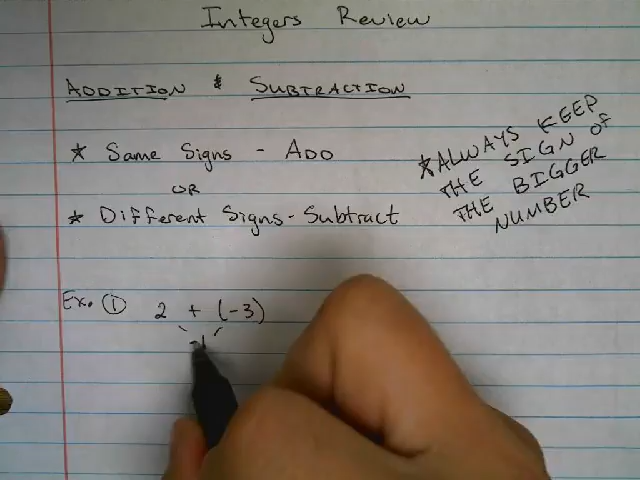 Integers Review
ADDITION & SUBTRACTION
* Same Signs - ADD
OR
* Different Signs - Subtract
*ALWAYS KEEP
THE SIGN OF
THE BIGGER
NUMBER
Ex. ① 2 + (-3)